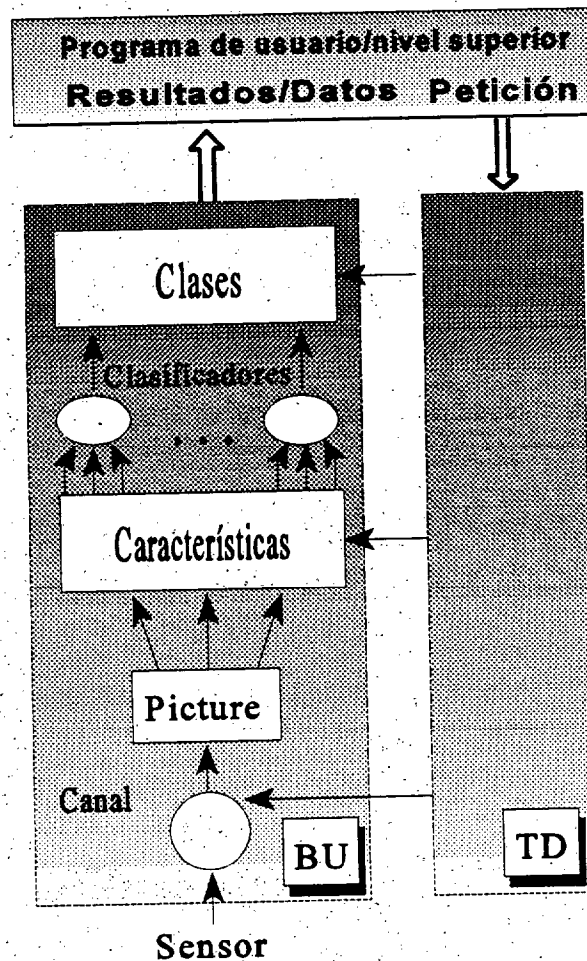 Programa de usuario/nivel superior
Resultados/Datos Petición
Clases
Clasificadores
Características
Picture
Canal
BU
TD
Sensor